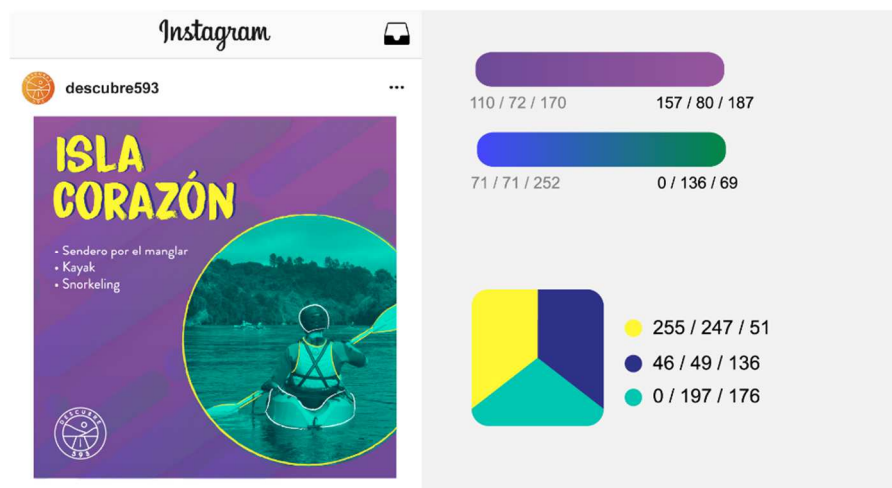 Instagram
descubre593
ISLA
CORAZÓN
- Sendero por el manglar
• Kayak
• Snorkeling
DESCUBRE
593
110 / 72 / 170
157 / 80 / 187
71 / 71 / 252
0 / 136 / 69
255 / 247 / 51
46 / 49 / 136
0 / 197 / 176